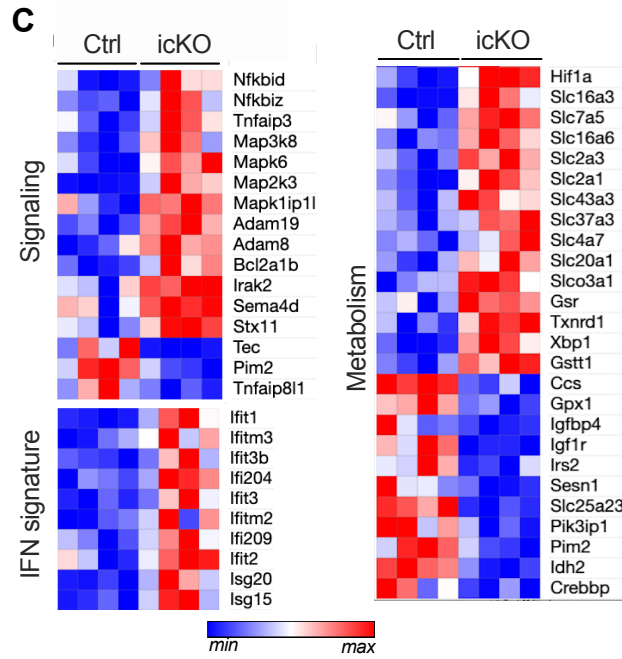 C
Ctrl icKO
Signaling
Nfkbid
Nfkbiz
Tnfaip3
Map3k8
Mapk6
Map2k3
Mapk1ip1l
Adam19
Adam8
Bcl2a1b
Irak2
Sema4d
Stx11
Tec
Pim2
Tnfaip8l1
IFN signature
Ifit1
Ifitm3
Ifit3b
Ifi204
Ifit3
Ifitm2
Ifi209
Ifit2
Isg20
Isg15
Ctrl icKO
Metabolism
Hif1a
Slc16a3
Slc7a5
Slc16a6
Slc2a3
Slc2a1
Slc43a3
Slc37a3
Slc4a7
Slc20a1
Slco3a1
Gsr
Txnrd1
Xbp1
Gstt1
Ccs
Gpx1
Igfbp4
Igf1r
Irs2
Sesn1
Slc25a23
Pik3ip1
Pim2
Idh2
Crebbp
min max